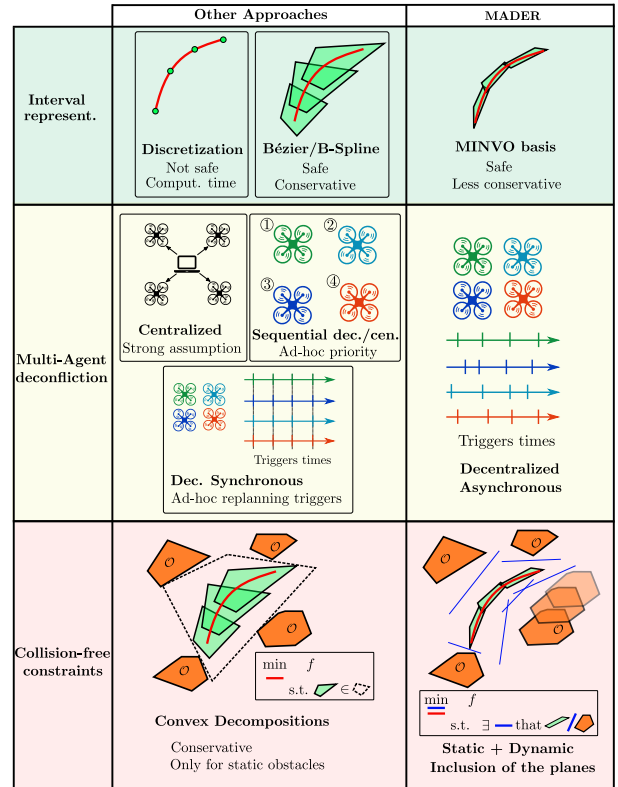 Other Approaches
MADER
Interval
represent.
Discretization
Not safe
Comput. time
Bézier/B-Spline
Safe
Conservative
MINVO basis
Safe
Less conservative
Multi-Agent
deconfliction
Centralized
Strong assumption
① ②
③ ④
Sequential dec./cen.
Ad-hoc priority
Triggers times
Dec. Synchronous
Ad-hoc replanning triggers
Triggers times
Decentralized
Asynchronous
Collision-free
constraints
𝒪
𝒪
𝒪
𝒪
min f
s.t. ∈
Convex Decompositions
Conservative
Only for static obstacles
𝒪
𝒪
𝒪
𝒪
min f
s.t. ∃ that /
Static + Dynamic
Inclusion of the planes